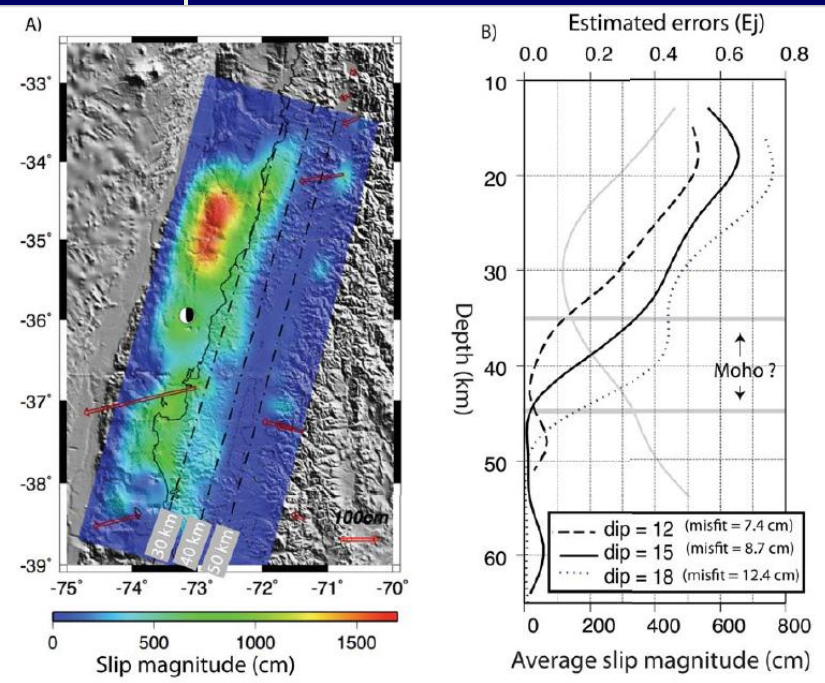 A)
-33°
-34°
-35°
-36°
-37°
-38°
-39°
30 km
40 km
50 km
100cm
-75° -74° -73° -72° -71° -70°
0 500 1000 1500
Slip magnitude (cm)
B)
Estimated errors (Ej)
0.0 0.2 0.4 0.6 0.8
10
20
30
40
50
60
Depth (km)
Moho ?
dip = 12 (misfit = 7.4 cm)
dip = 15 (misfit = 8.7 cm)
dip = 18 (misfit = 12.4 cm)
0 200 400 600 800
Average slip magnitude (cm)